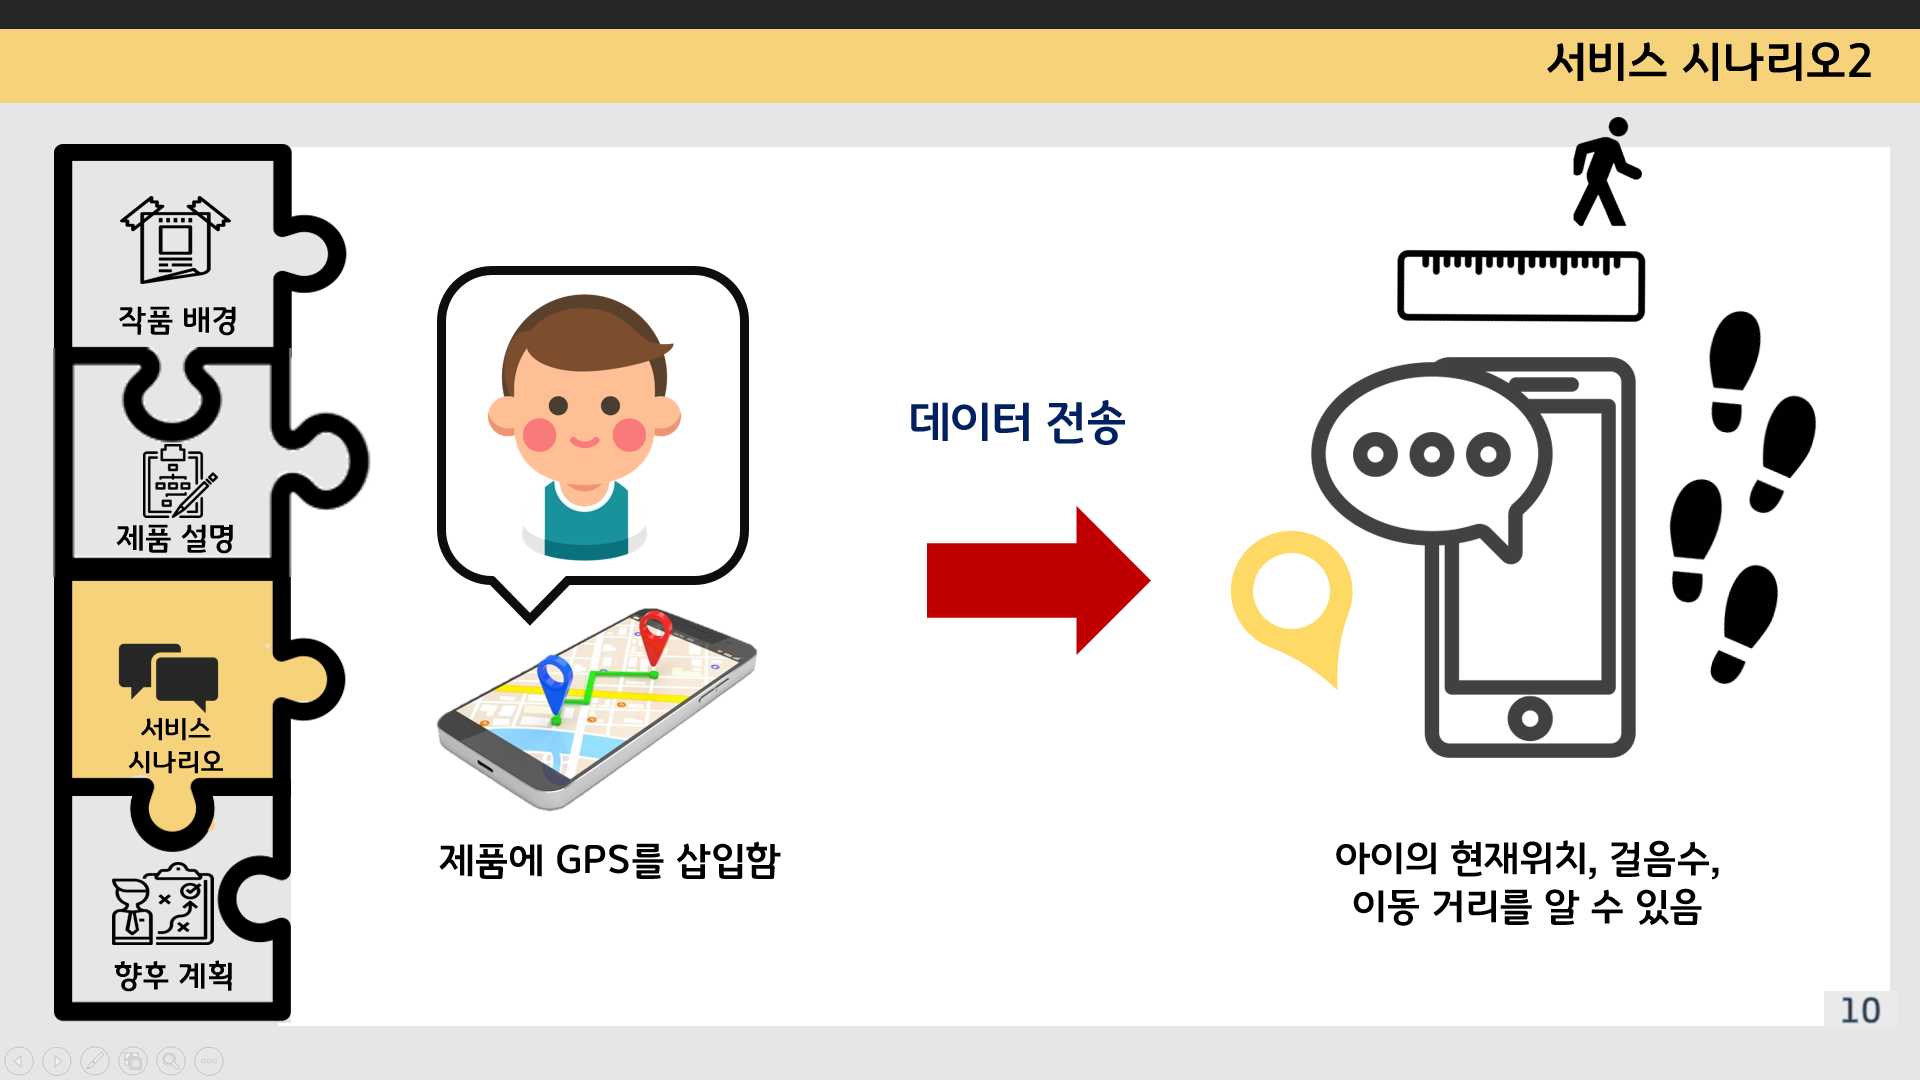 서비스 시나리오2
작품 배경
제품 설명
서비스
시나리오
향후 계획
데이터 전송
제품에 GPS를 삽입함
아이의 현재위치, 걸음수,
이동 거리를 알 수 있음
10